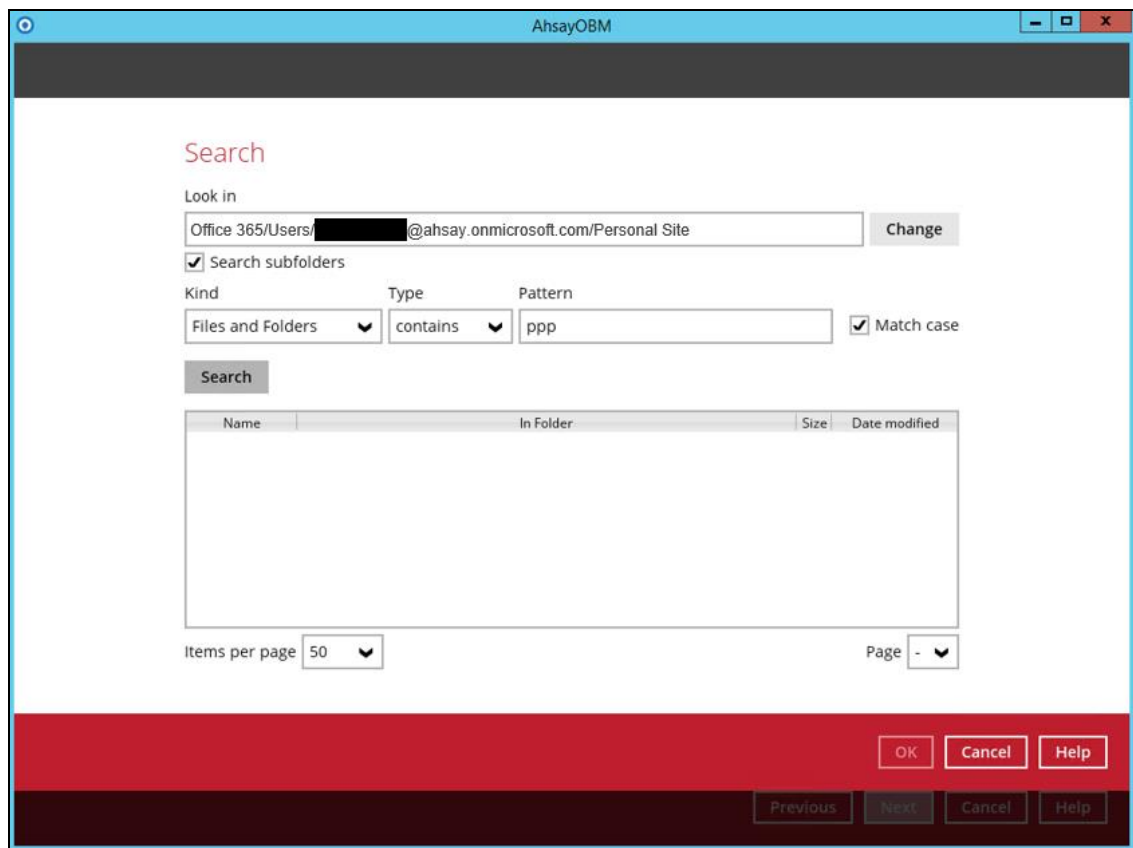 AhsayOBM
Search
Look in
Office 365/Users/ @ahsay.onmicrosoft.com/Personal Site Change
Search subfolders
Kind Type Pattern
Files and Folders contains ppp Match case
Search
Name In Folder Size Date modified
Items per page 50 Page -
OK Cancel Help
Previous Next Cancel Help